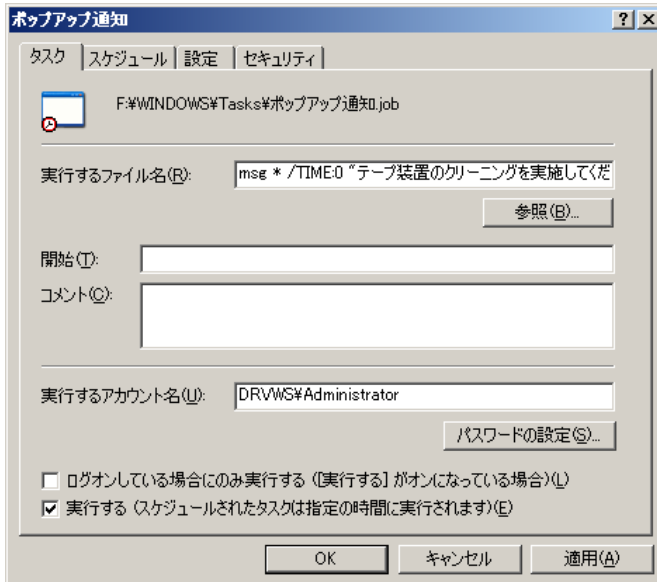 ポップアップ通知
タスク スケジュール 設定 セキュリティ
F:¥WINDOWS¥Tasks¥ポップアップ通知.job
実行するファイル名(R): msg * /TIME:0 "テープ装置のクリーニングを実施してくだ
参照(B)...
開始(T):
コメント(C):
実行するアカウント名(U): DRVWS¥Administrator
パスワードの設定(S)...
ログオンしている場合にのみ実行する ([実行する] がオンになっている場合)(L)
実行する (スケジュールされたタスクは指定の時間に実行されます)(E)
OK キャンセル 適用(A)